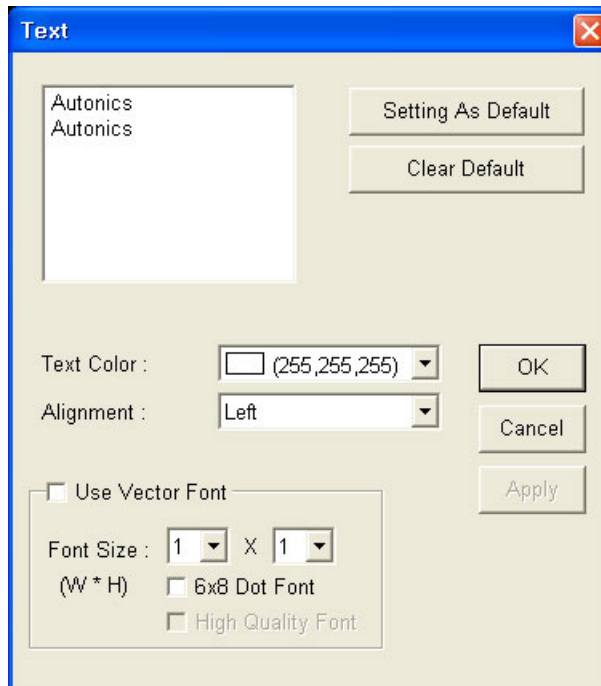 Text
Autonics
Autonics
Setting As Default
Clear Default
Text Color :
(255,255,255)
Alignment :
Left
OK
Cancel
Apply
Use Vector Font
Font Size :
1 X 1
(W * H)
6x8 Dot Font
High Quality Font